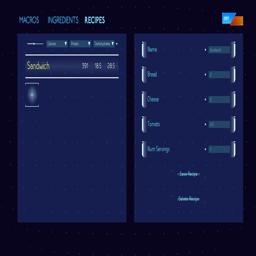 MACROS INGREDIENTS RECIPES
Calories Protein Carbohydrates
Sandwich 591 18.5 28.5
Name Sandwich
Bread
Cheese
Tomato
Num Servings
Save Recipe
Delete Recipe